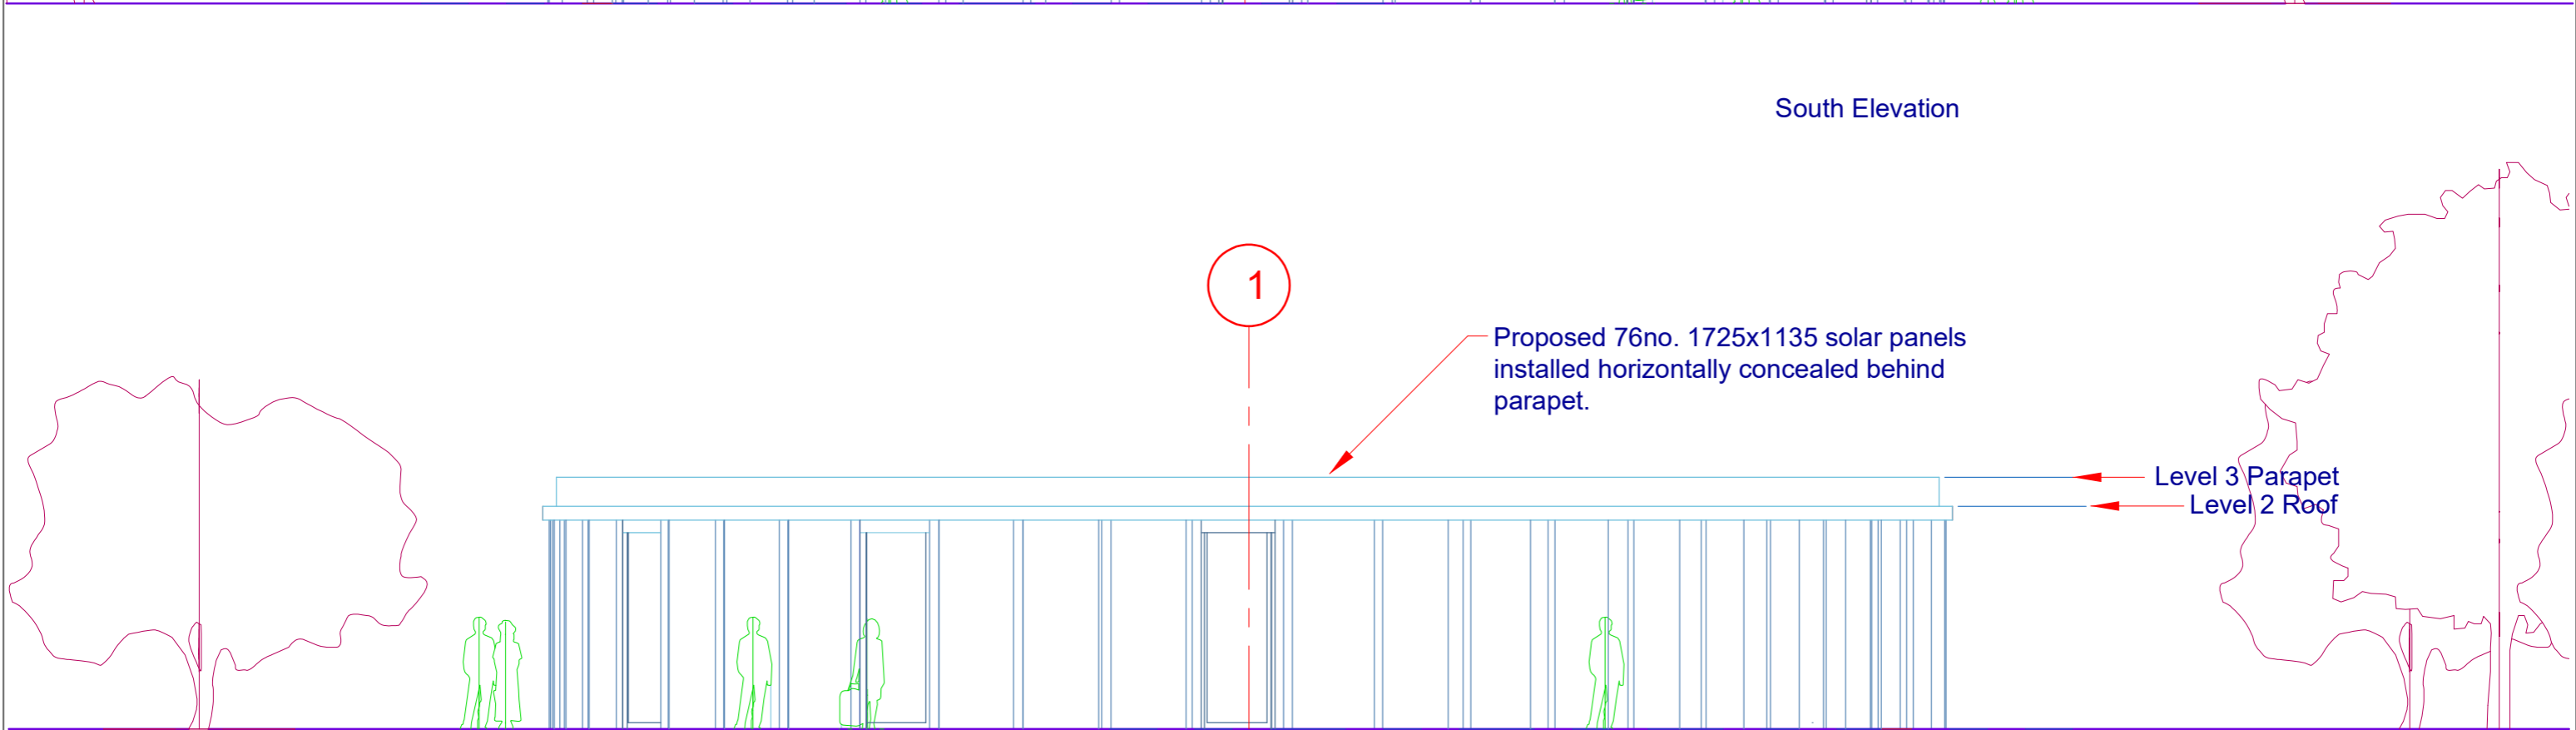 South Elevation
1
Proposed 76no. 1725x1135 solar panels
installed horizontally concealed behind
parapet.
Level 3 Parapet
Level 2 Roof